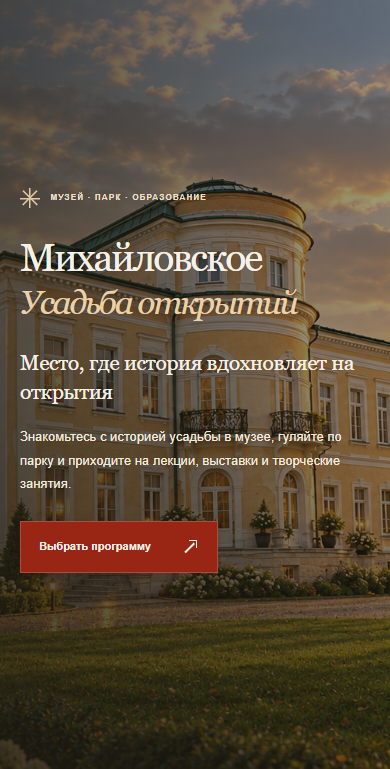 МУЗЕЙ · ПАРК · ОБРАЗОВАНИЕ
Михайловское
Усадьба открытий
Место, где история вдохновляет на
открытия
Знакомьтесь с историей усадьбы в музее, гуляйте по
парку и приходите на лекции, выставки и творческие
занятия.
Выбрать программу